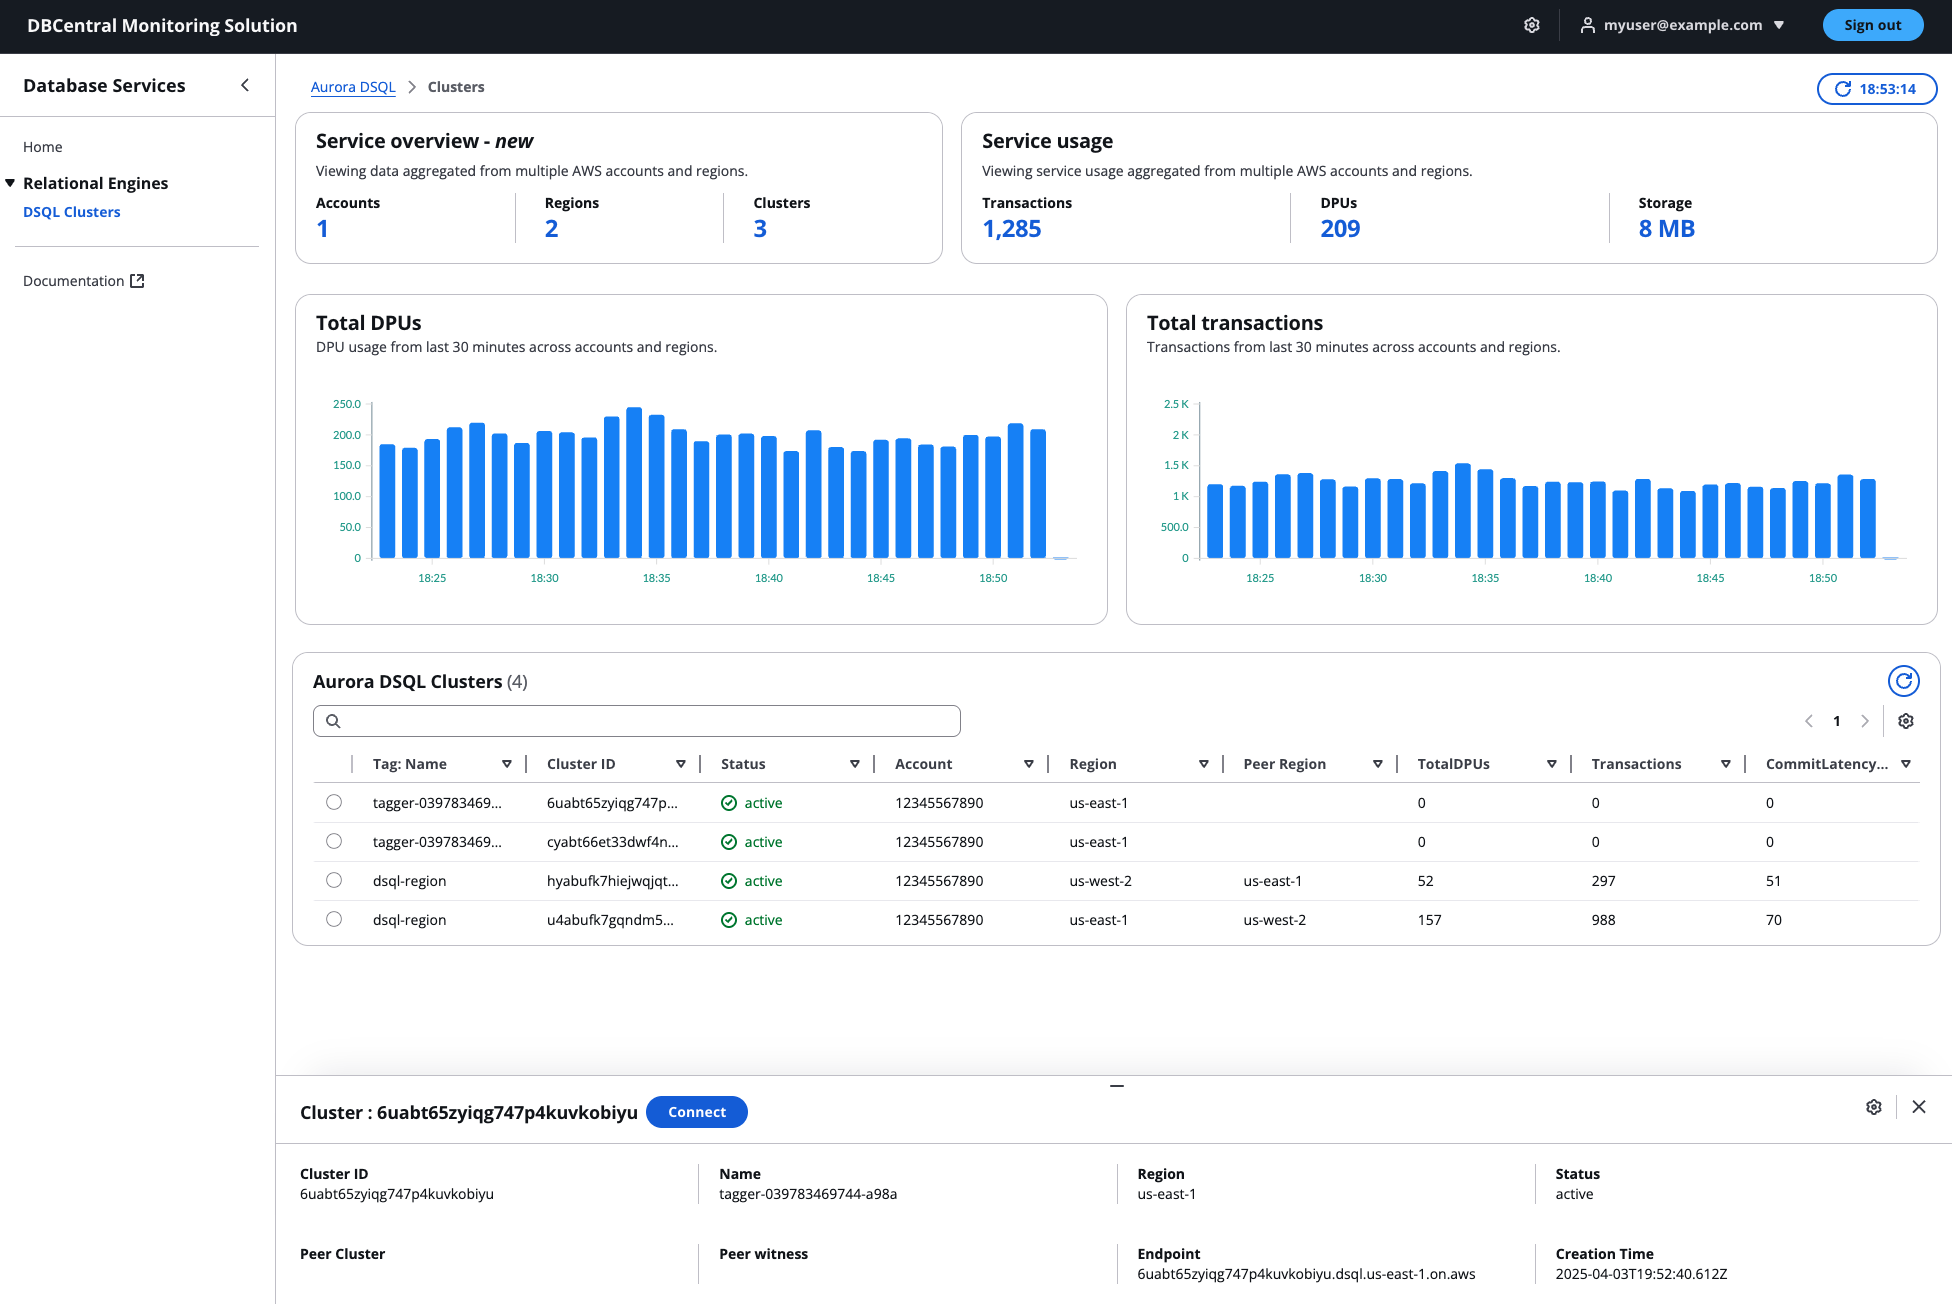 DBCentral Monitoring Solution
myuser@example.com
Sign out
Database Services
Home
Relational Engines
DSQL Clusters
Documentation
Aurora DSQL > Clusters
18:53:14
Service overview - new
Viewing data aggregated from multiple AWS accounts and regions.
Accounts Regions Clusters
1 2 3
Service usage
Viewing service usage aggregated from multiple AWS accounts and regions.
Transactions DPUs Storage
1,285 209 8 MB
Total DPUs
DPU usage from last 30 minutes across accounts and regions.
250.0
200.0
150.0
100.0
50.0
0
18:25 18:30 18:35 18:40 18:45 18:50
Total transactions
Transactions from last 30 minutes across accounts and regions.
2.5 K
2 K
1.5 K
1 K
500.0
0
18:25 18:30 18:35 18:40 18:45 18:50
Aurora DSQL Clusters (4)
1
Tag: Name Cluster ID Status Account Region Peer Region TotalDPUs Transactions CommitLatency...
tagger-039783469... 6uabt65zyiqg747p... active 12345567890 us-east-1 0 0 0
tagger-039783469... cyabt66et33dwf4n... active 12345567890 us-east-1 0 0 0
dsql-region hyabufk7hiejwqjqt... active 12345567890 us-west-2 us-east-1 52 297 51
dsql-region u4abufk7gqndm5... active 12345567890 us-east-1 us-west-2 157 988 70
Cluster : 6uabt65zyiqg747p4kuvkobiyu Connect
Cluster ID Name Region Status
6uabt65zyiqg747p4kuvkobiyu tagger-039783469744-a98a us-east-1 active
Peer Cluster Peer witness Endpoint Creation Time
6uabt65zyiqg747p4kuvkobiyu.dsql.us-east-1.on.aws 2025-04-03T19:52:40.612Z